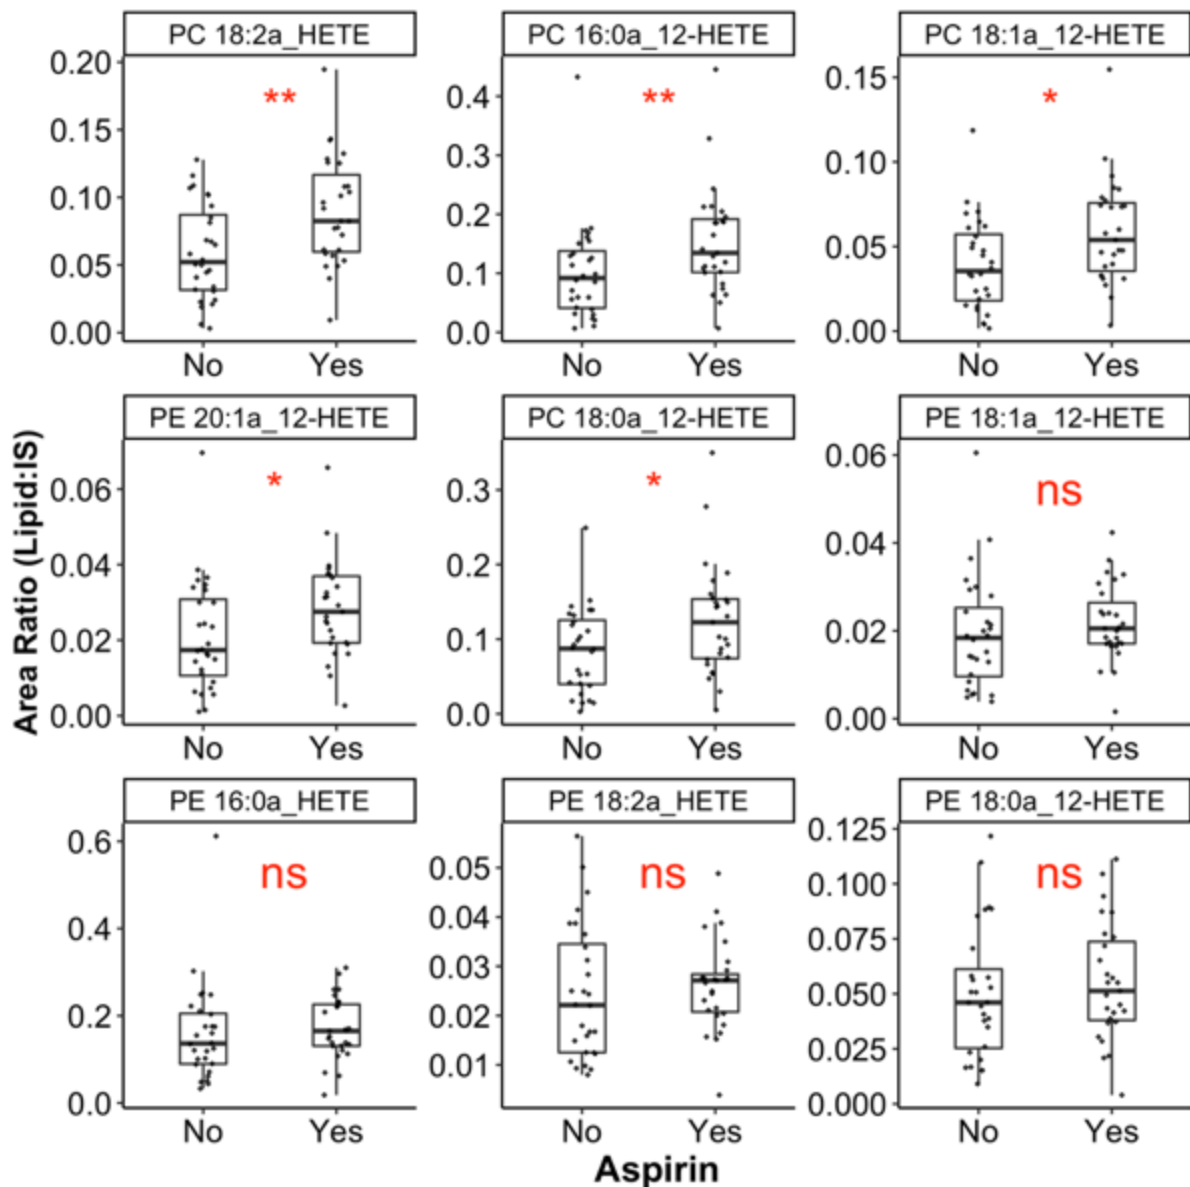 PC 18:2a_HETE
PC 16:0a_12-HETE
PC 18:1a_12-HETE
0.20
0.15
0.10
0.05
0.00
**
No
Yes
0.4
0.3
0.2
0.1
0.0
**
No
Yes
0.15
0.10
0.05
0.00
*
No
Yes
Area Ratio (Lipid:IS)
PE 20:1a_12-HETE
PC 18:0a_12-HETE
PE 18:1a_12-HETE
0.06
0.04
0.02
0.00
*
No
Yes
0.3
0.2
0.1
0.0
*
No
Yes
0.06
0.04
0.02
0.00
ns
No
Yes
PE 16:0a_HETE
PE 18:2a_HETE
PE 18:0a_12-HETE
0.6
0.4
0.2
0.0
ns
No
Yes
0.05
0.04
0.03
0.02
0.01
ns
No
Yes
0.125
0.100
0.075
0.050
0.025
0.000
ns
No
Yes
Aspirin